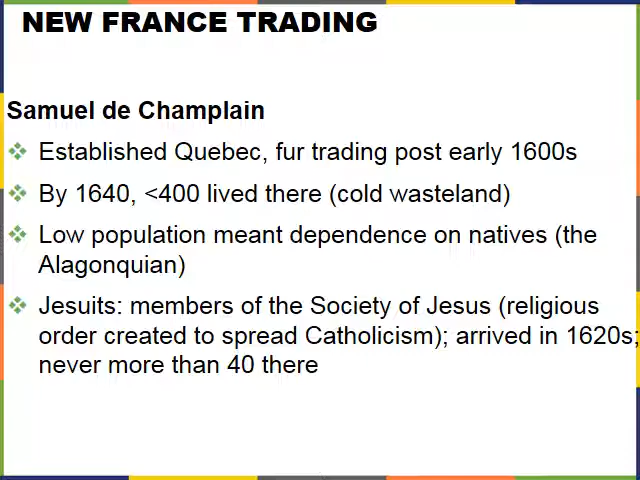 NEW FRANCE TRADING
Samuel de Champlain
Established Quebec, fur trading post early 1600s
By 1640, <400 lived there (cold wasteland)
Low population meant dependence on natives (the
Alagonquian)
Jesuits: members of the Society of Jesus (religious
order created to spread Catholicism); arrived in 1620s;
never more than 40 there